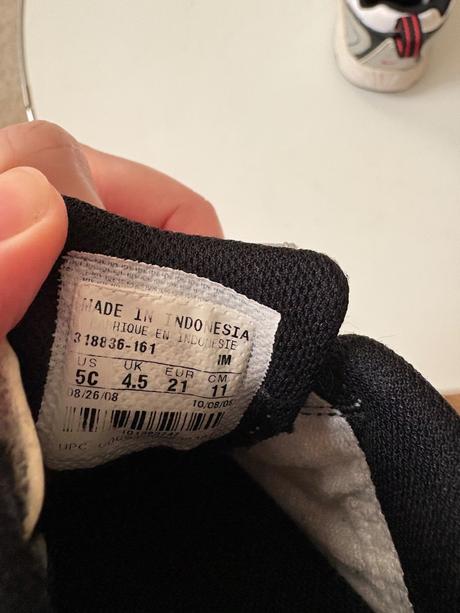 MADE IN INDONESIA
RIQUE EN INDONESIE
318836-161 IM
US UK EUR CM
5C 4.5 21 11
08/26/08 10/08/08
UPC